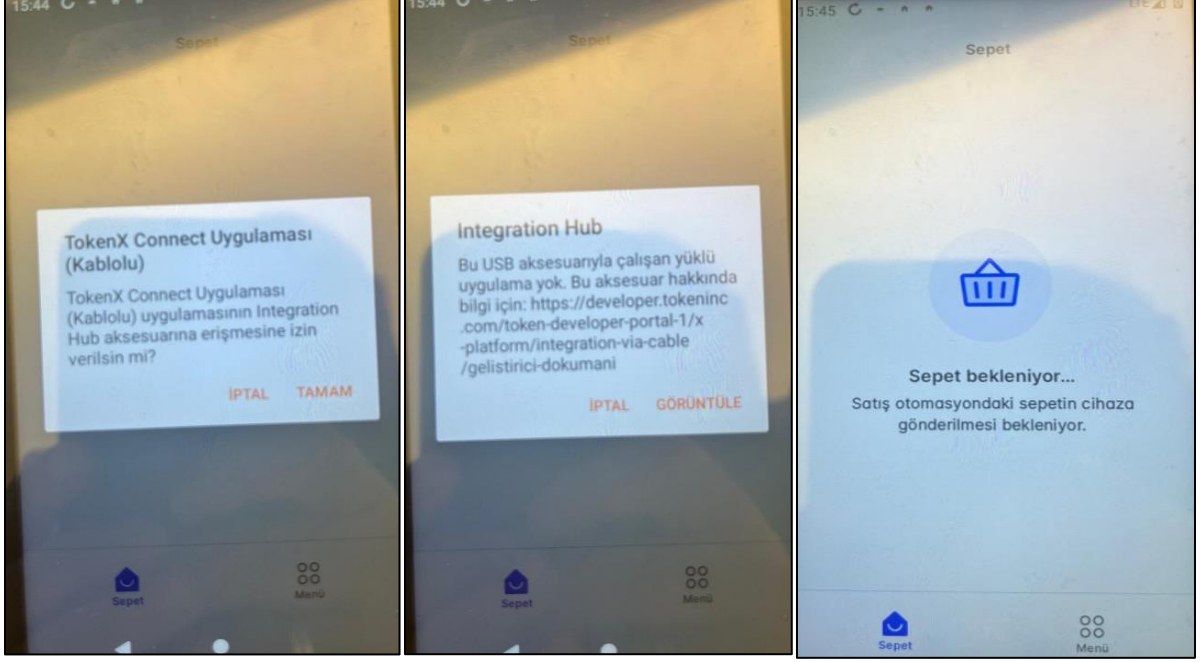 15:44
Sepet
TokenX Connect Uygulaması
(Kablolu)
TokenX Connect Uygulaması
(Kablolu) uygulamasının Integration
Hub aksesuarına erişmesine izin
verilsin mi?
İPTAL TAMAM
Sepet Menü
15:44
Sepet
Integration Hub
Bu USB aksesuarıyla çalışan yüklü
uygulama yok. Bu aksesuar hakkında
bilgi için: https://developer.tokeninc
.com/token-developer-portal-1/x
-platform/integration-via-cable
/gelistirici-dokumani
İPTAL GÖRÜNTÜLE
Sepet Menü
15:45 LTE
Sepet
Sepet bekleniyor...
Satış otomasyondaki sepetin cihaza
gönderilmesi bekleniyor.
Sepet Menü